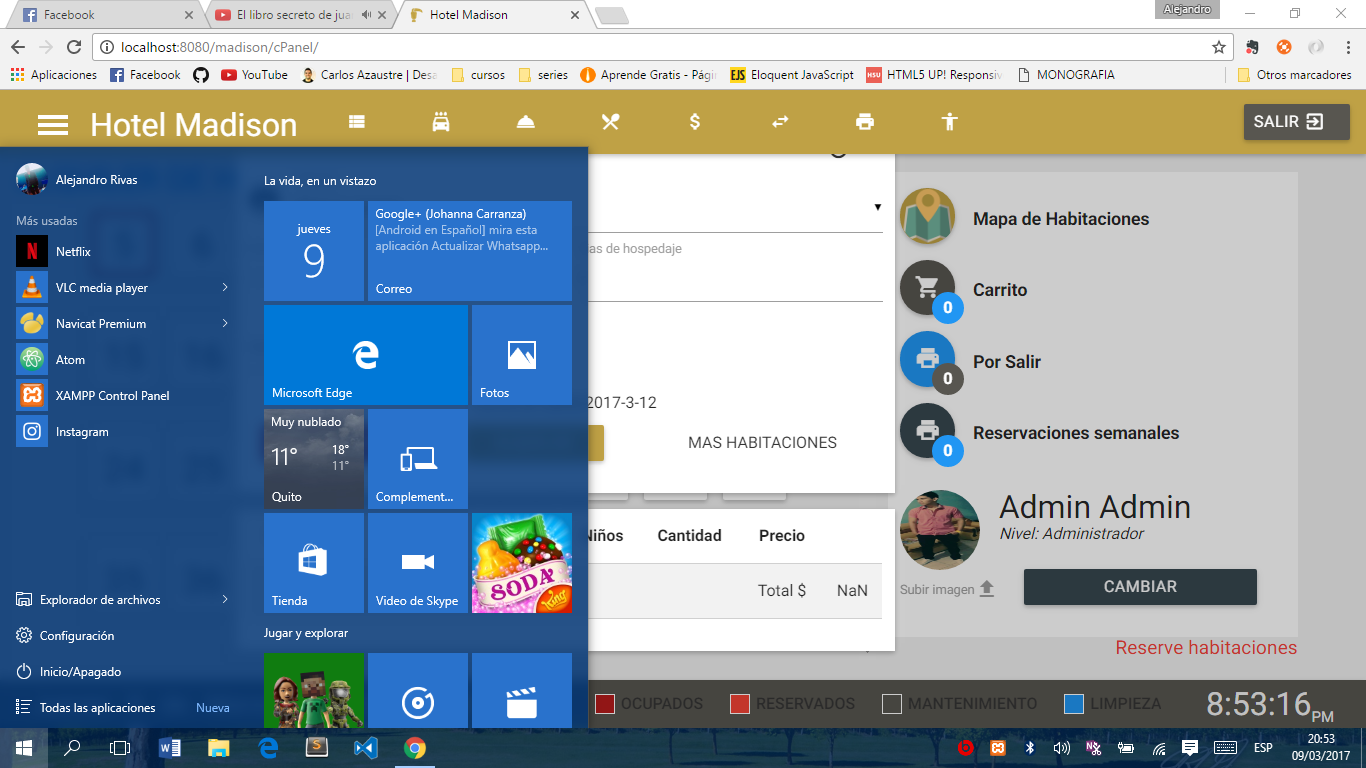 Facebook
El libro secreto de jua
Hotel Madison
Alejandro
localhost:8080/madison/cPanel/
Aplicaciones
Facebook
YouTube
Carlos Azaustre | Desa
cursos
series
Aprende Gratis - Pági
EJS
Eloquent JavaScript
HSU
HTML5 UP! Responsiv
MONOGRAFIA
Otros marcadores
Hotel Madison
SALIR
Alejandro Rivas
Más usadas
Netflix
VLC media player
Navicat Premium
Atom
XAMPP Control Panel
Instagram
Explorador de archivos
Configuración
Inicio/Apagado
Todas las aplicaciones
Nueva
La vida, en un vistazo
jueves
9
Google+ (Johanna Carranza)
[Android en Español] mira esta
aplicación Actualizar Whatsapp...
Correo
Microsoft Edge
Fotos
Muy nublado
11°
18°
11°
Quito
Complement...
Tienda
Video de Skype
SODA
King
Jugar y explorar
as de hospedaje
2017-3-12
MAS HABITACIONES
Niños
Cantidad
Precio
Total $
NaN
Mapa de Habitaciones
Carrito
0
Por Salir
0
Reservaciones semanales
0
Admin Admin
Nivel: Administrador
Subir imagen
CAMBIAR
Reserve habitaciones
OCUPADOS
RESERVADOS
MANTENIMIENTO
LIMPIEZA
8:53:16 PM
ESP
20:53
09/03/2017